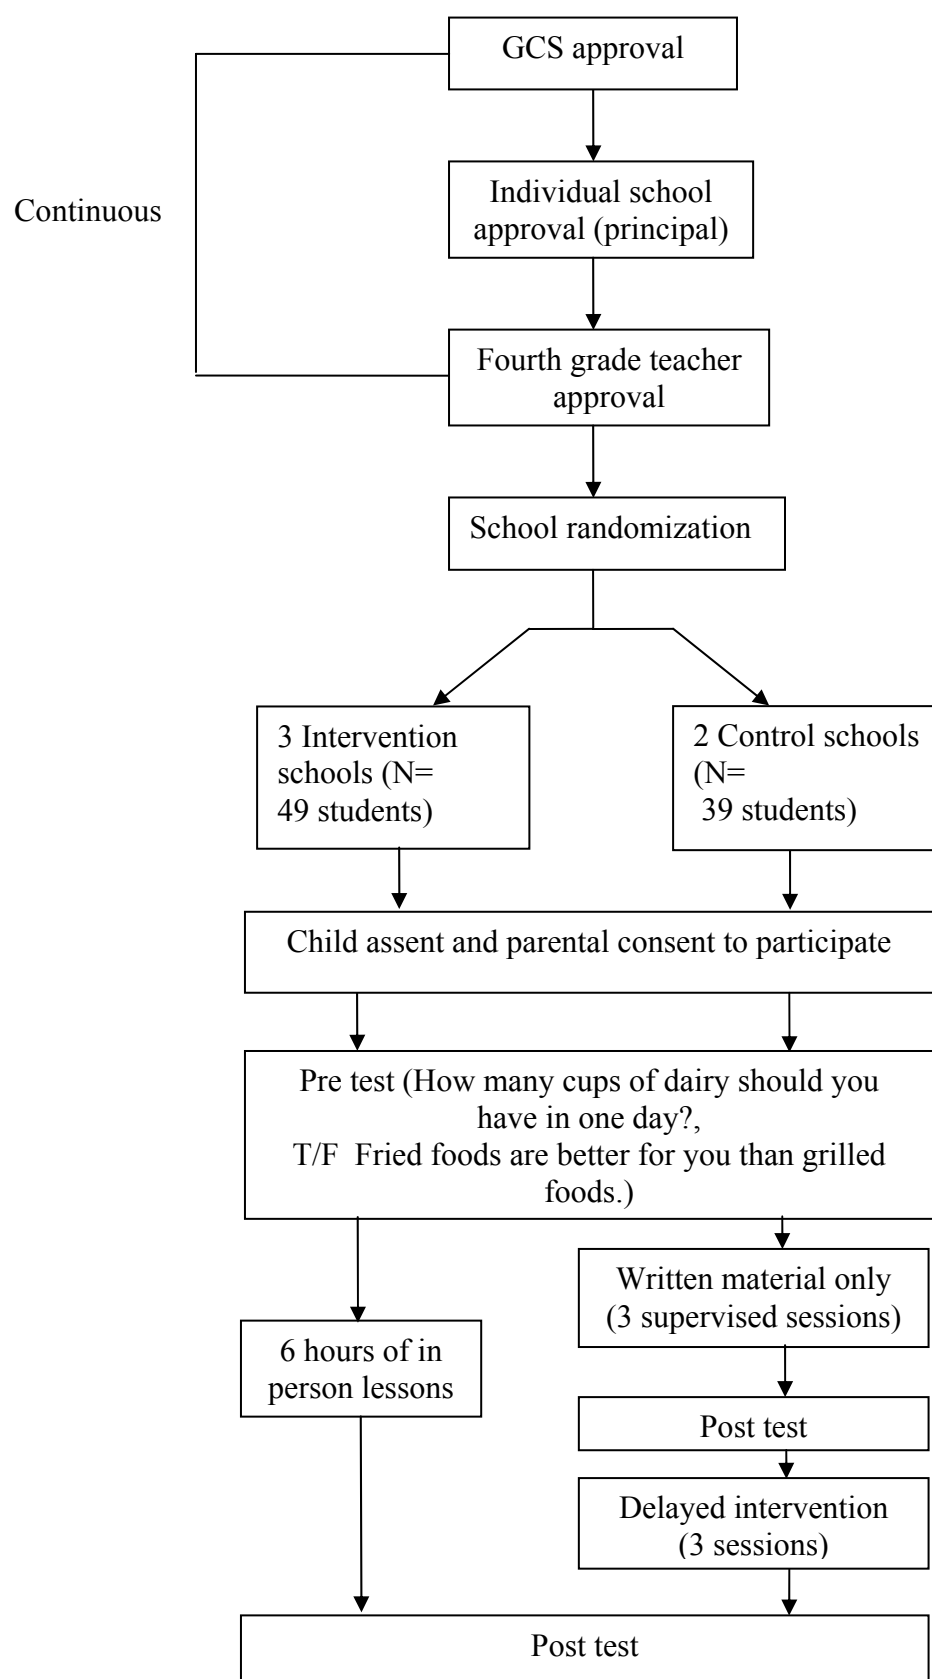 GCS approval
Continuous
Individual school
approval (principal)
Fourth grade teacher
approval
School randomization
3 Intervention
schools (N=
49 students)
2 Control schools
(N=
39 students)
Child assent and parental consent to participate
Pre test (How many cups of dairy should you
have in one day?,
T/F  Fried foods are better for you than grilled
foods.)
Written material only
(3 supervised sessions)
6 hours of in
person lessons
Post test
Delayed intervention
(3 sessions)
Post test